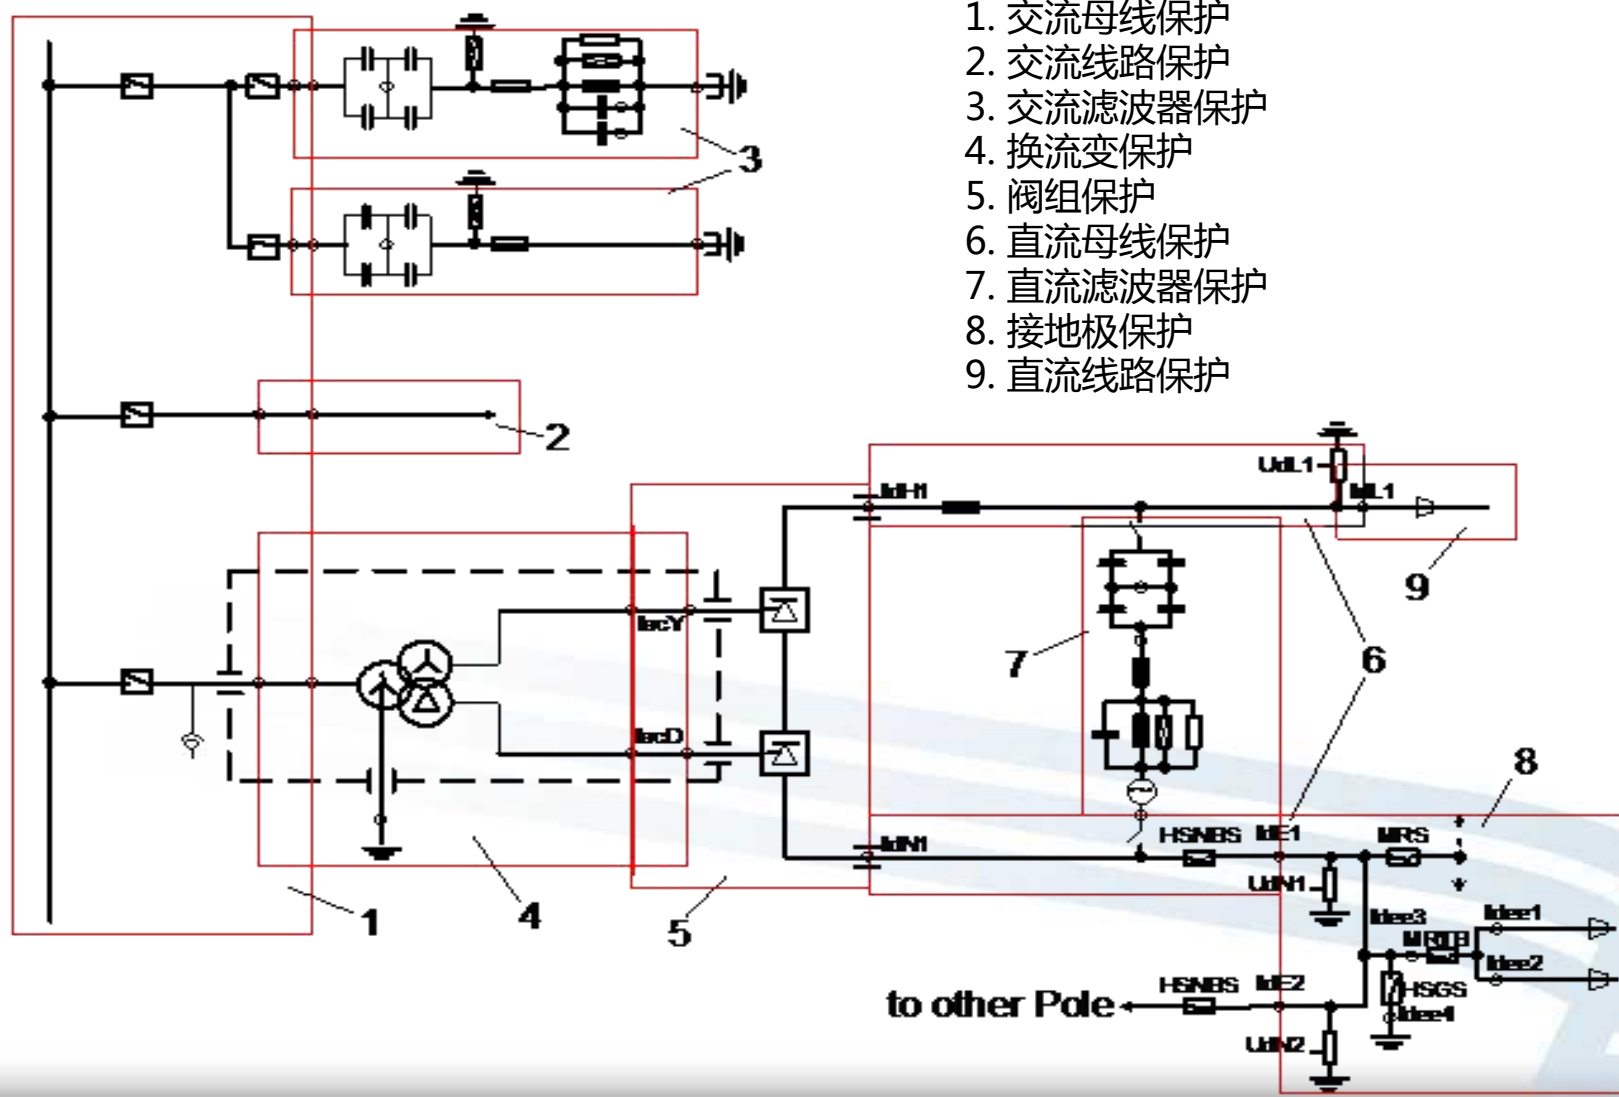 1. 交流母线保护
2. 交流线路保护
3. 交流滤波器保护
4. 换流变保护
5. 阀组保护
6. 直流母线保护
7. 直流滤波器保护
8. 接地极保护
9. 直流线路保护
3
2
UdL1
IdH1
IdL1
9
IacY
7
6
IacD
8
HSNBS IdE1 MRS
IdN1
UdN1
1
4
5
Idee3
Idee1
MRTB
Idee2
HSNBS IdE2
HSGS
to other Pole
Idee4
UdN2